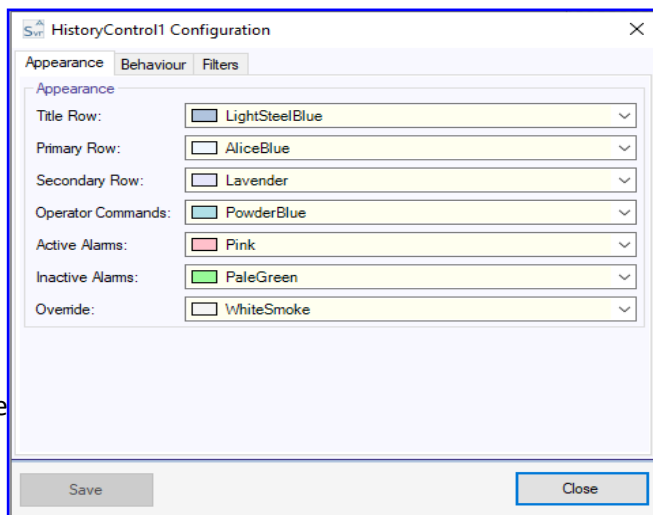 Svr HistoryControl1 Configuration
Appearance Behaviour Filters
Appearance
Title Row: LightSteelBlue
Primary Row: AliceBlue
Secondary Row: Lavender
Operator Commands: PowderBlue
Active Alarms: Pink
Inactive Alarms: PaleGreen
Override: WhiteSmoke
e
Save Close